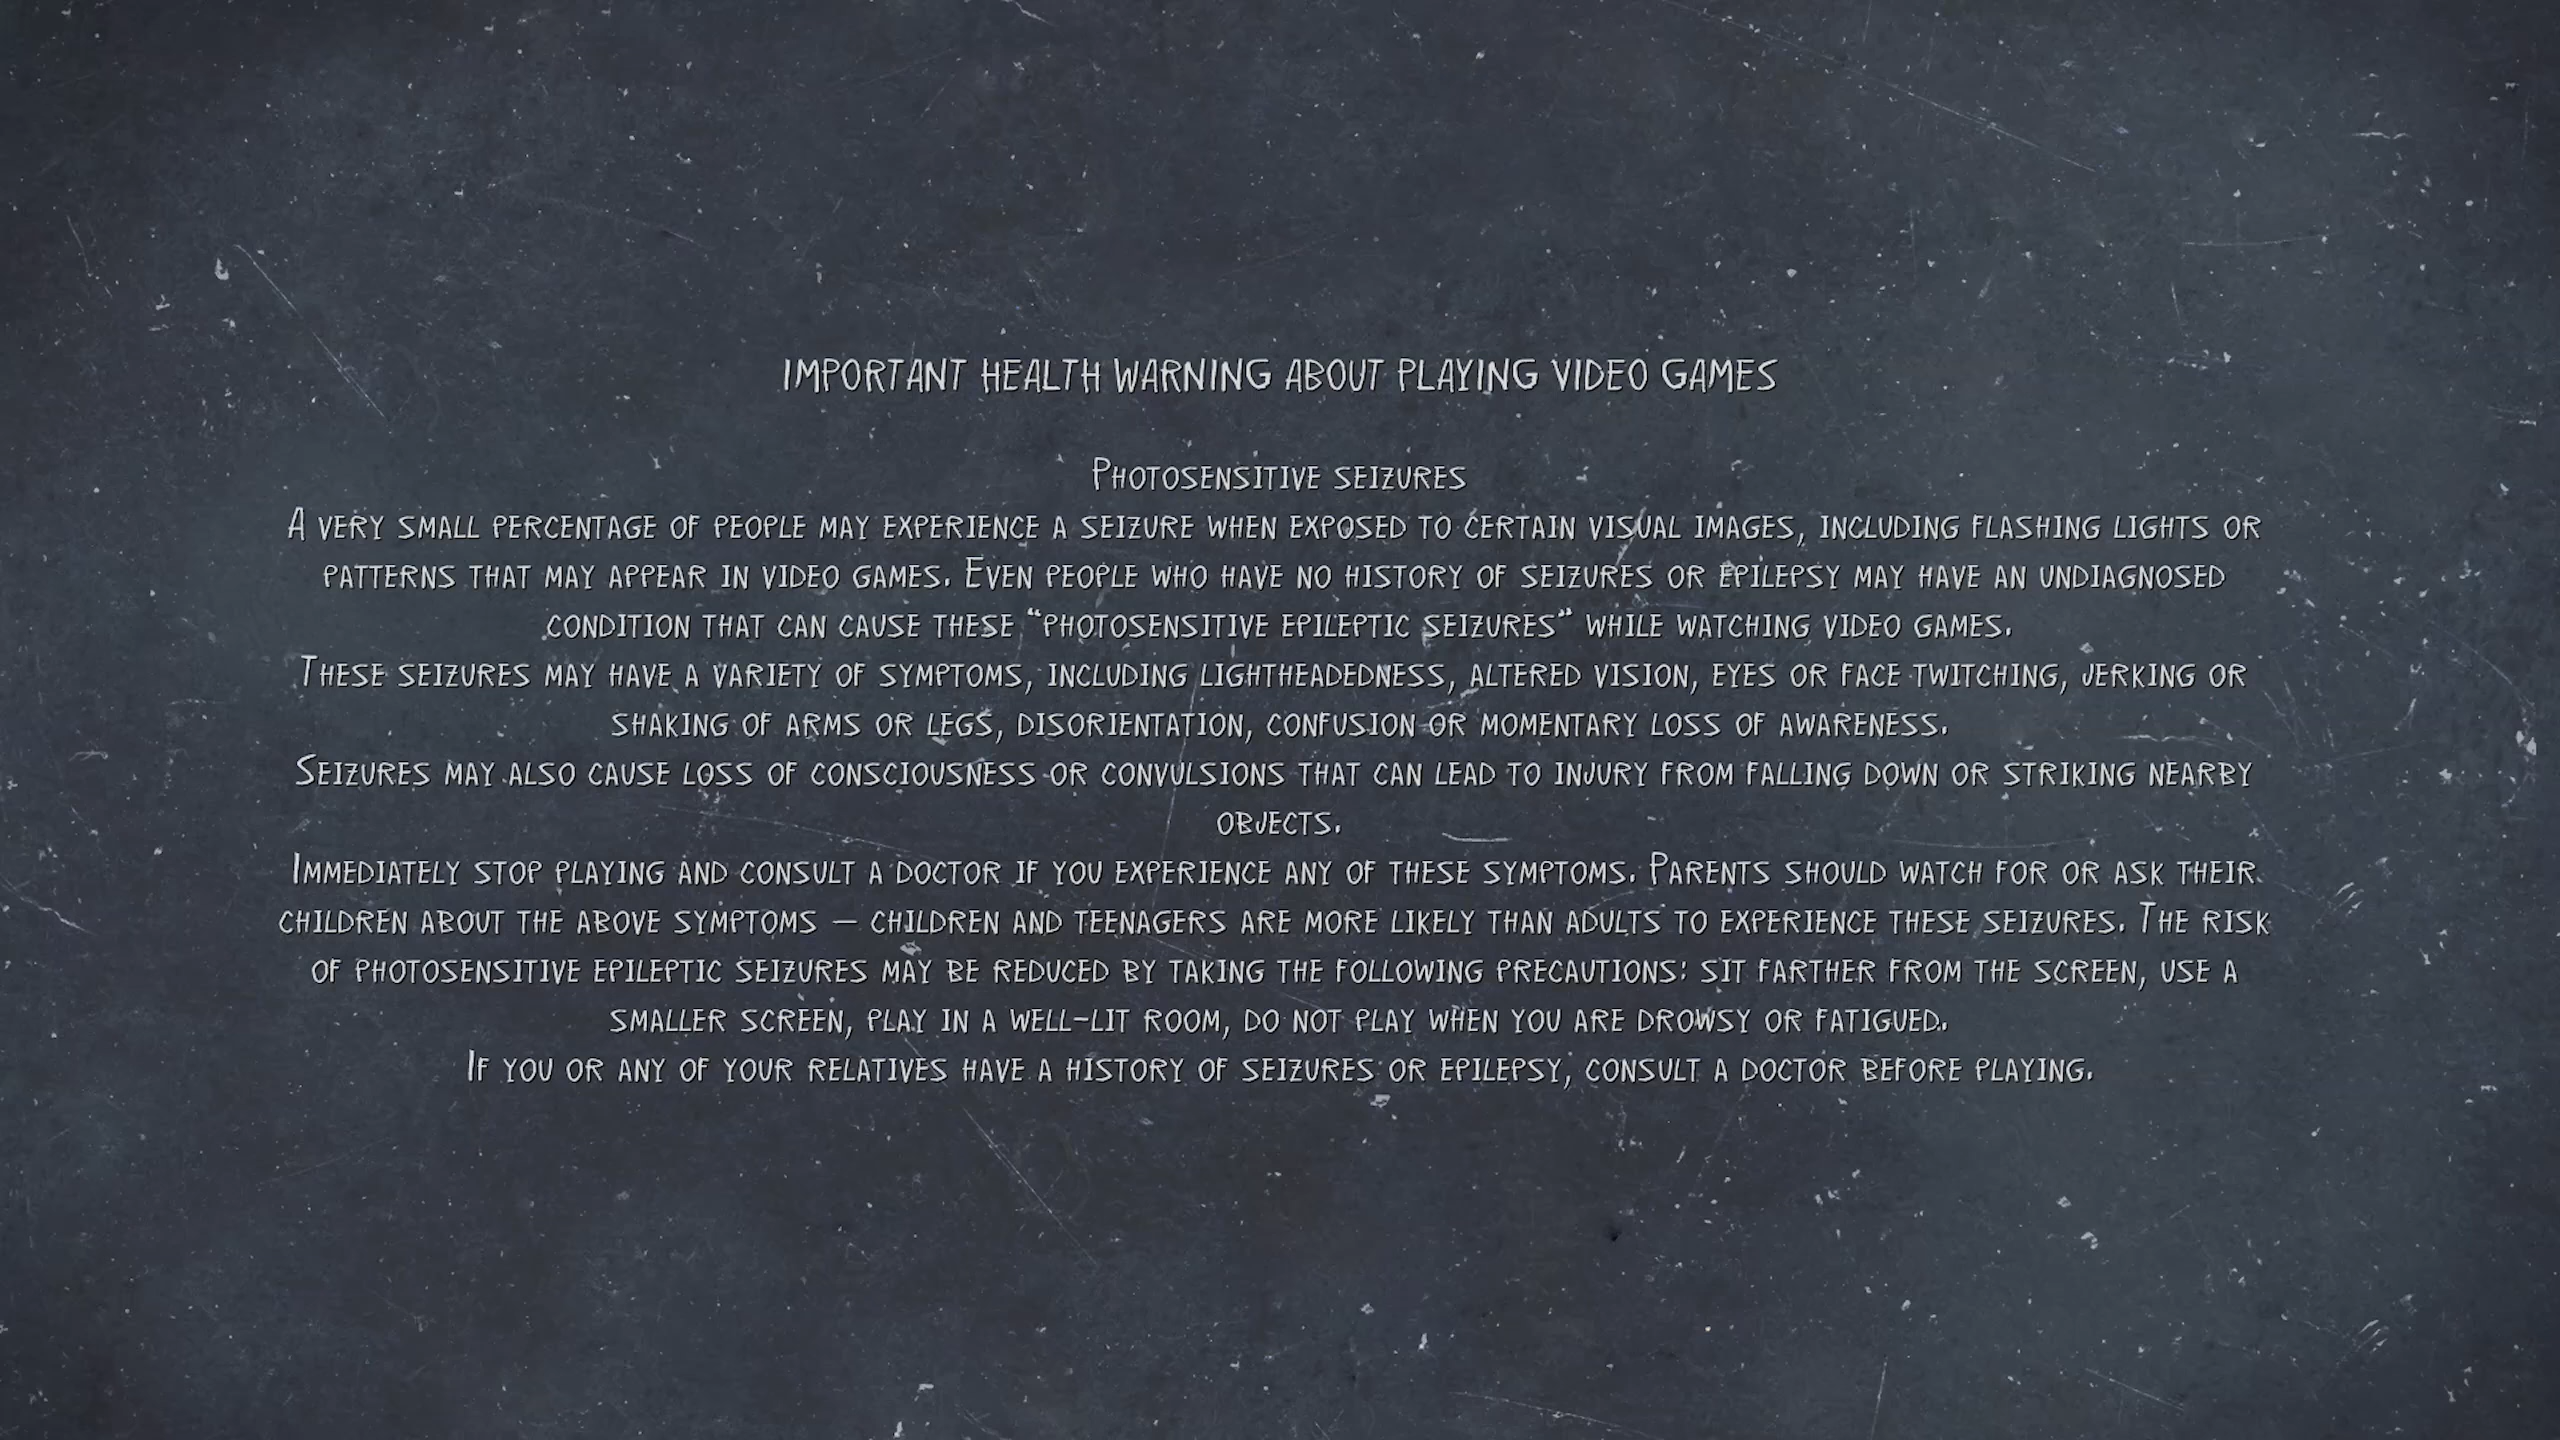 IMPORTANT HEALTH WARNING ABOUT PLAYING VIDEO GAMES
Photosensitive seizures
A very small percentage of people may experience a seizure when exposed to certain visual images, including flashing lights or
patterns that may appear in video games. Even people who have no history of seizures or epilepsy may have an undiagnosed
condition that can cause these “photosensitive epileptic seizures” while watching video games.
These seizures may have a variety of symptoms, including lightheadedness, altered vision, eyes or face twitching, jerking or
shaking of arms or legs, disorientation, confusion or momentary loss of awareness.
Seizures may also cause loss of consciousness or convulsions that can lead to injury from falling down or striking nearby
objects.
Immediately stop playing and consult a doctor if you experience any of these symptoms. Parents should watch for or ask their
children about the above symptoms – children and teenagers are more likely than adults to experience these seizures. The risk
of photosensitive epileptic seizures may be reduced by taking the following precautions: sit farther from the screen, use a
smaller screen, play in a well-lit room, do not play when you are drowsy or fatigued.
If you or any of your relatives have a history of seizures or epilepsy, consult a doctor before playing.